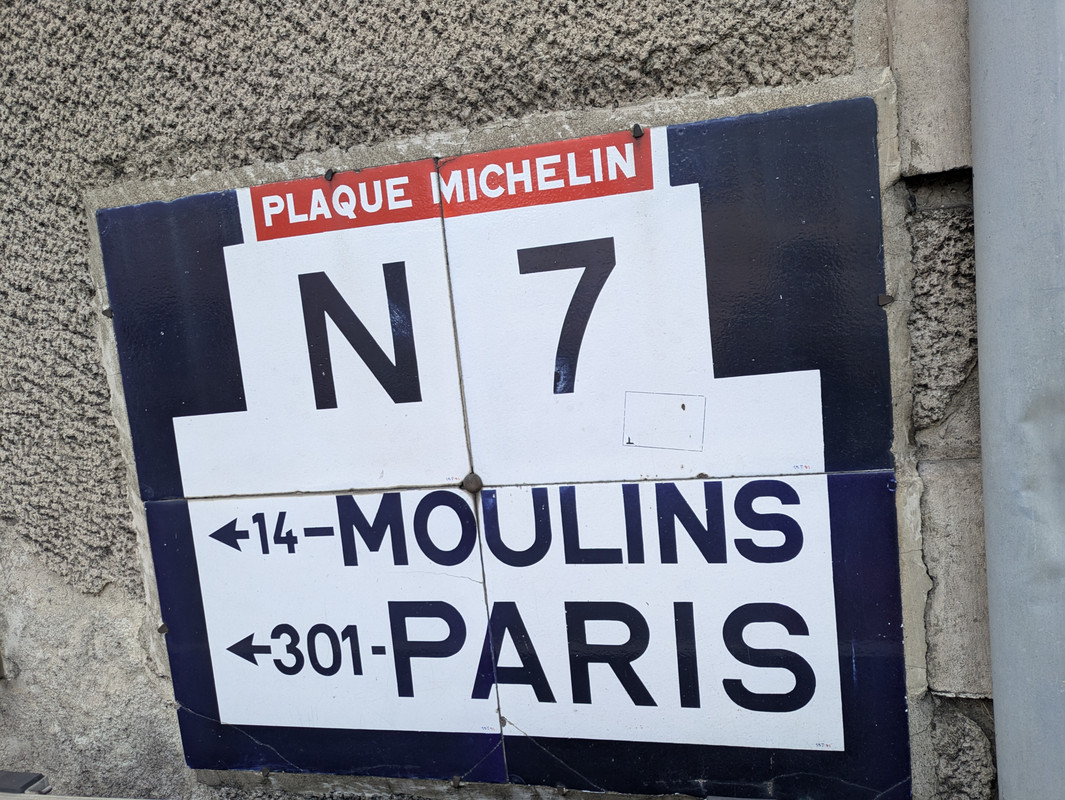 PLAQUE MICHELIN
N 7
←14-MOULINS
←301-PARIS